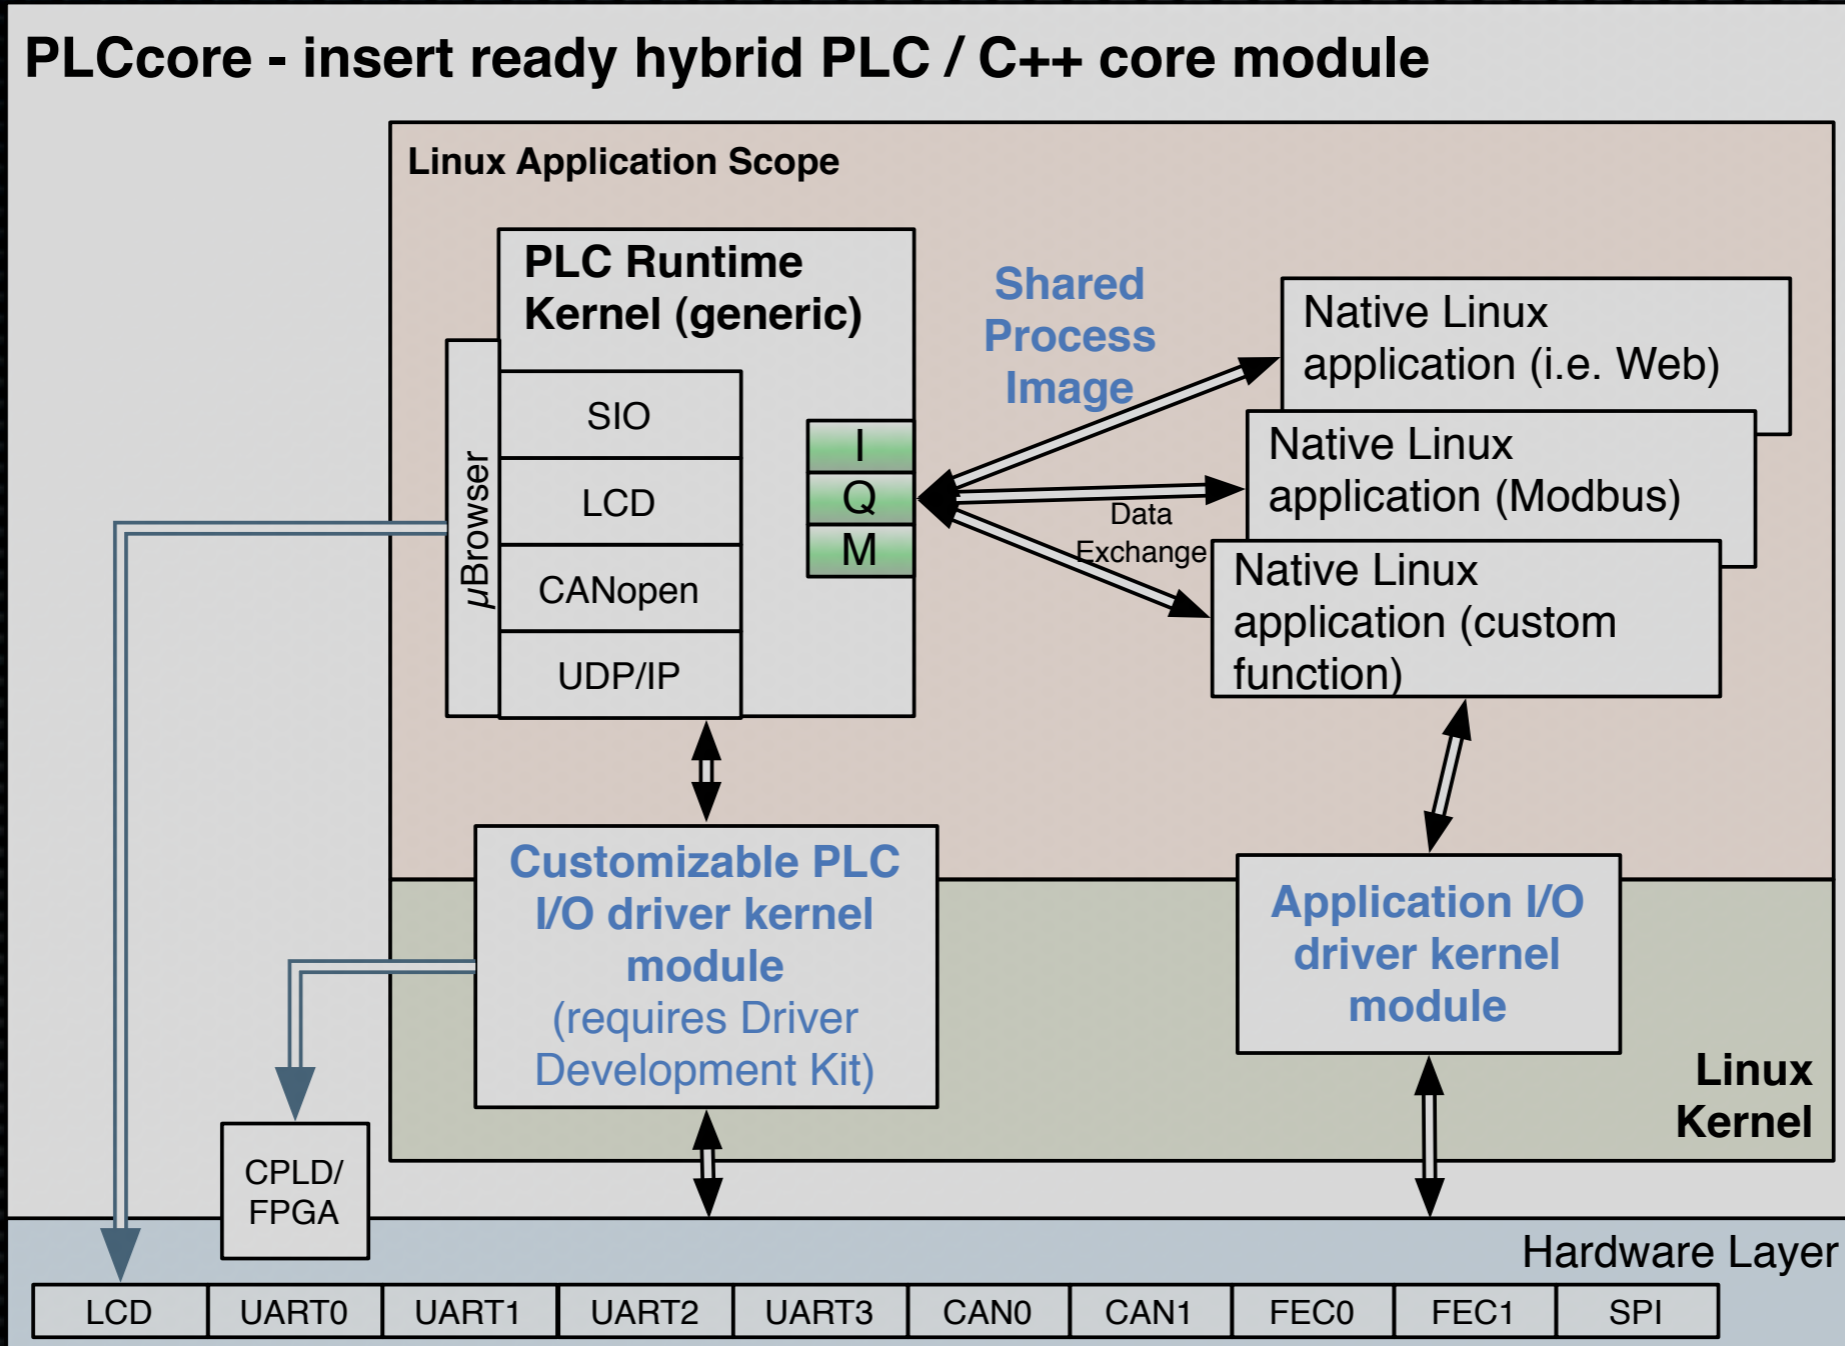 PLCcore - insert ready hybrid PLC / C++ core module
Linux Application Scope
PLC Runtime
Kernel (generic)
µBrowser
SIO
LCD
CANopen
UDP/IP
I
Q
M
Shared
Process
Image
Data
Exchange
Native Linux
application (i.e. Web)
Native Linux
application (Modbus)
Native Linux
application (custom
function)
Customizable PLC
I/O driver kernel
module
(requires Driver
Development Kit)
Application I/O
driver kernel
module
Linux
Kernel
CPLD/
FPGA
Hardware Layer
LCD
UART0
UART1
UART2
UART3
CAN0
CAN1
FEC0
FEC1
SPI